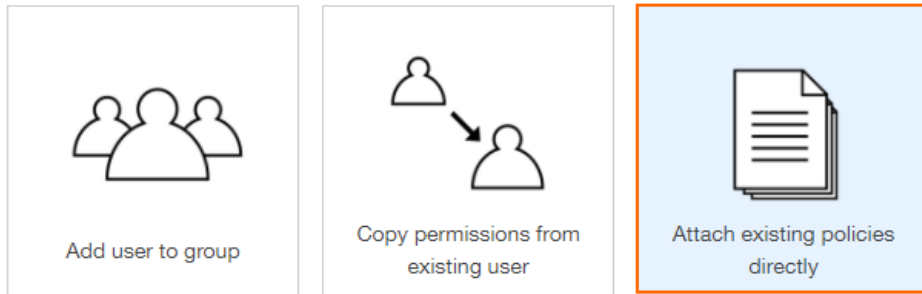 Add user to group
Copy permissions from
existing user
Attach existing policies
directly